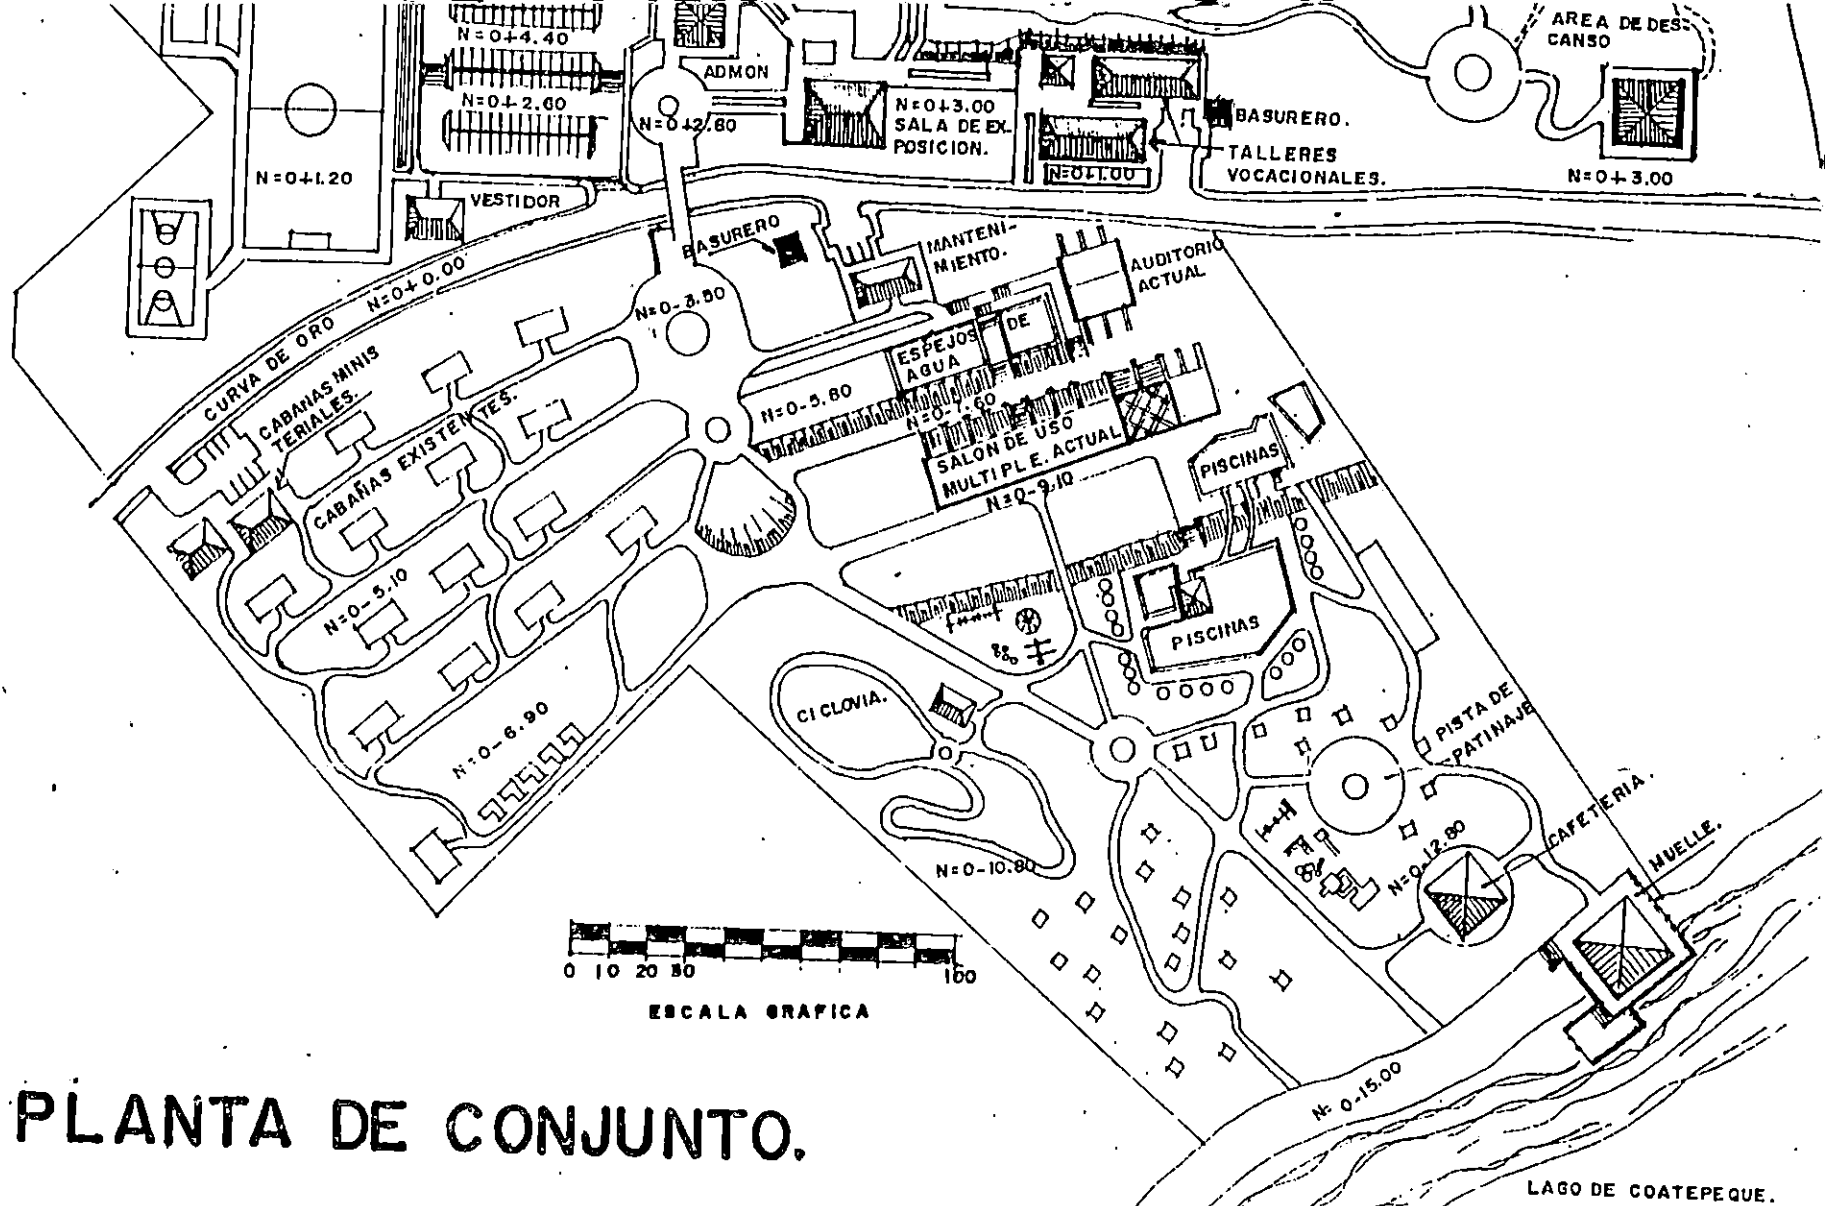 N=0+4.40
ADMON
N=0+2.60
N=0+2.60
N=0+3.00
SALA DE EX-
POSICION.
BASURERO.
TALLERES
VOCACIONALES.
N=0+1.00
AREA DE DES-
CANSO
N=0+3.00
N=0+1.20
VESTIDOR
BASURERO
MANTENI-
MIENTO.
AUDITORIO
ACTUAL
CURVA DE ORO N=0+0.00
N=0-3.50
CABAÑAS MINIS
TERIALES.
CABAÑAS EXISTENTES.
ESPEJOS DE
AGUA
N=0-5.80
N=0-7.60
SALON DE USO
MULTIPLE. ACTUAL
N=0-9.10
PISCINAS
N=0-5.10
PISCINAS
CICLOVIA.
N=0-6.90
PISTA DE
PATINAJE
CAFETERIA.
MUELLE.
N=0-12.80
N=0-10.80
0 10 20 30 100
ESCALA GRAFICA
N= 0-15.00
PLANTA DE CONJUNTO.
LAGO DE COATEPEQUE.